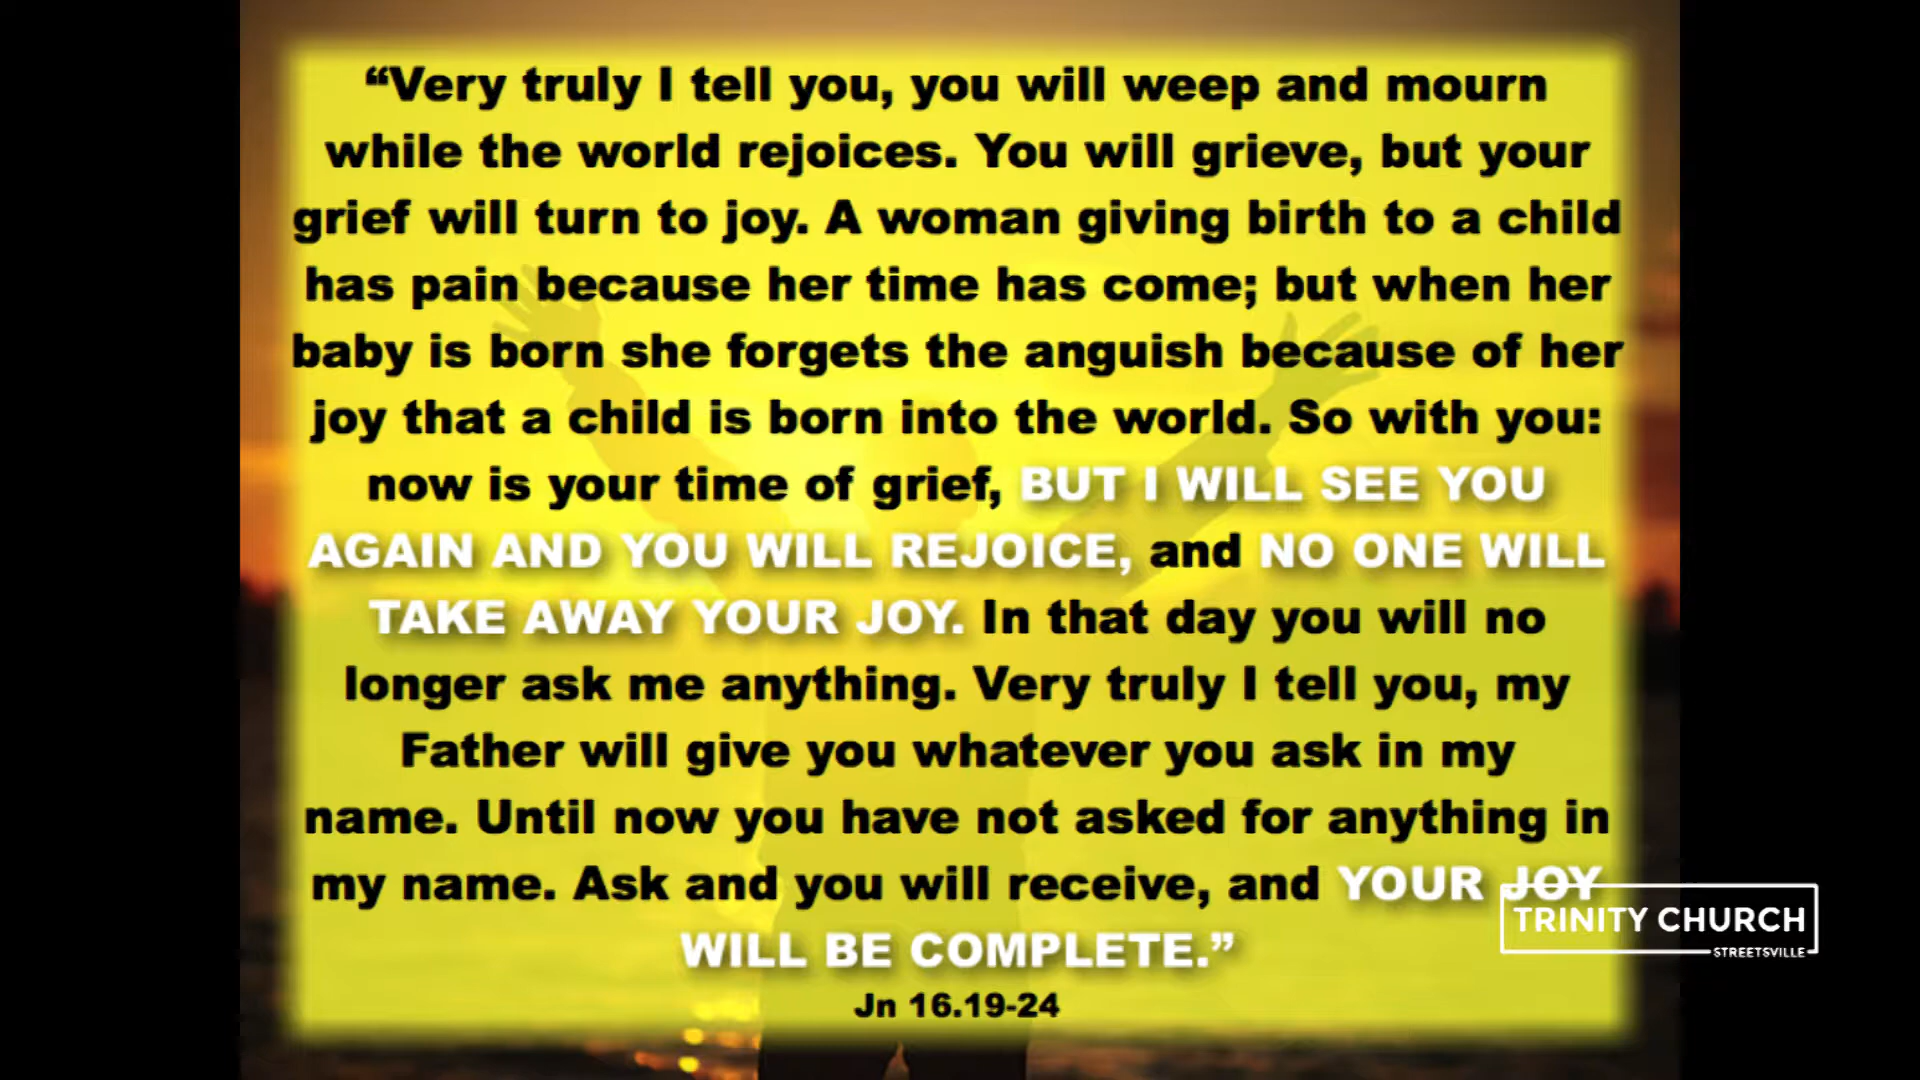 “Very truly I tell you, you will weep and mourn
while the world rejoices. You will grieve, but your
grief will turn to joy. A woman giving birth to a child
has pain because her time has come; but when her
baby is born she forgets the anguish because of her
joy that a child is born into the world. So with you:
now is your time of grief, BUT I WILL SEE YOU
AGAIN AND YOU WILL REJOICE, and NO ONE WILL
TAKE AWAY YOUR JOY. In that day you will no
longer ask me anything. Very truly I tell you, my
Father will give you whatever you ask in my
name. Until now you have not asked for anything in
my name. Ask and you will receive, and YOUR JOY
WILL BE COMPLETE.”
Jn 16.19-24
TRINITY CHURCH
STREETSVILLE